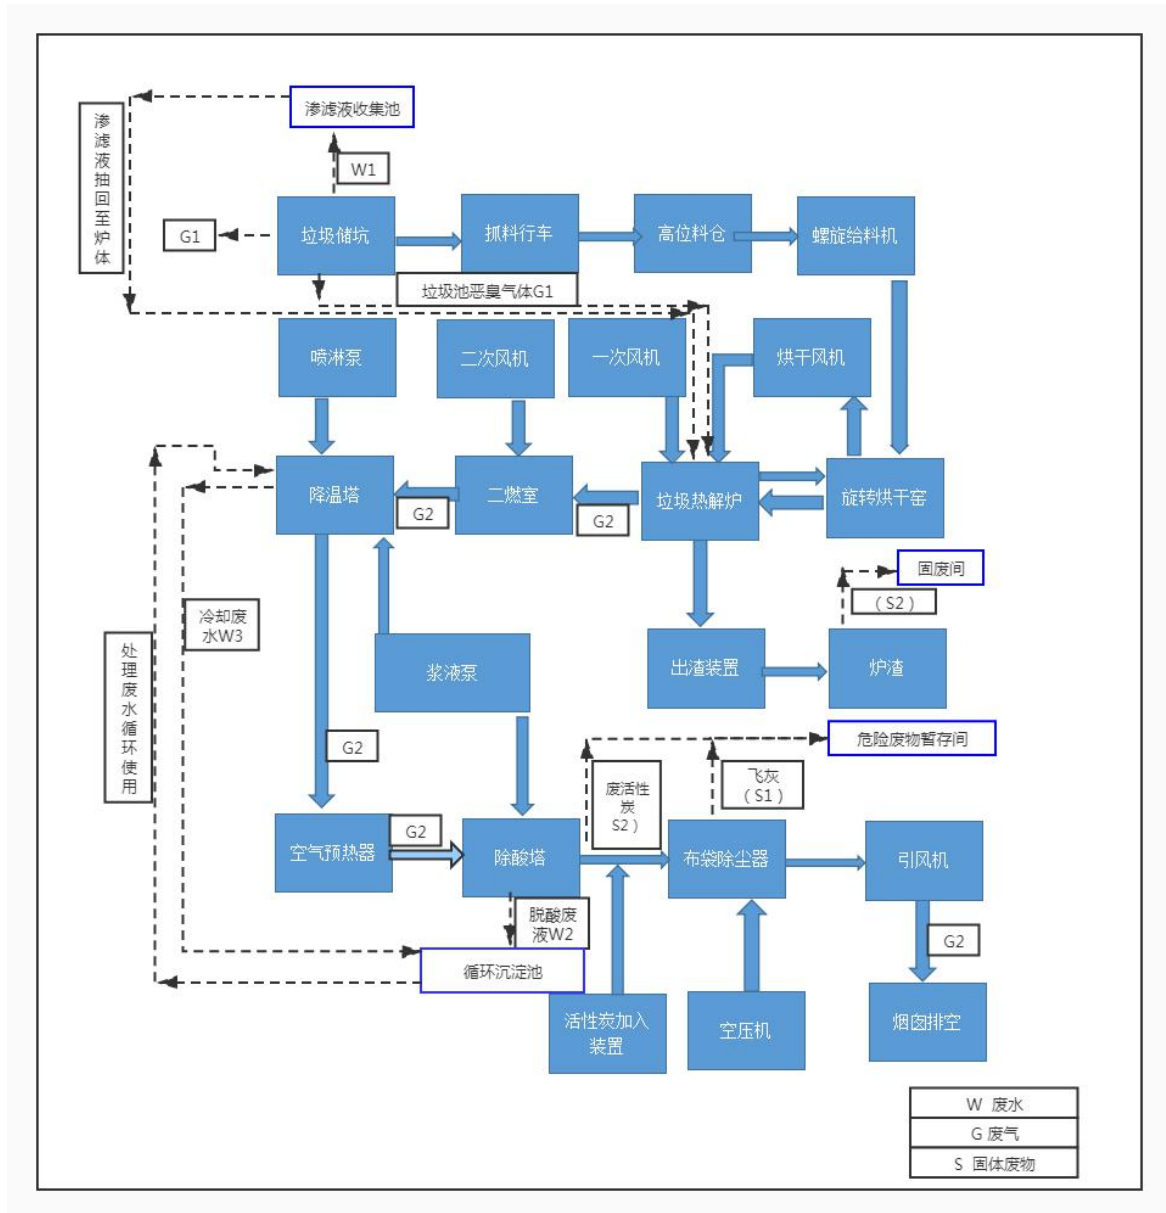 渗滤液收集池
渗滤液抽回至炉体
W1
G1
垃圾储坑
抓料行车
高位料仓
螺旋给料机
垃圾池恶臭气体G1
喷淋泵
二次风机
一次风机
烘干风机
降温塔
二燃室
垃圾热解炉
旋转烘干窑
G2
G2
固废间
（S2）
冷却废
水W3
处理废水循环使用
浆液泵
出渣装置
炉渣
G2
危险废物暂存间
废活性
炭
S2）
飞灰
（S1）
空气预热器
G2
除酸塔
布袋除尘器
引风机
脱酸废
液W2
G2
循环沉淀池
活性炭加入
装置
空压机
烟囱排空
W 废水
G 废气
S 固体废物